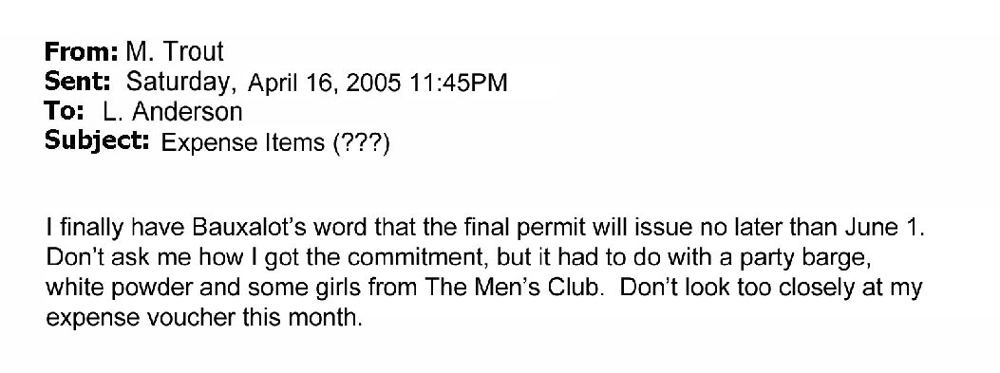 From: M. Trout
Sent: Saturday, April 16, 2005 11:45PM
To: L. Anderson
Subject: Expense Items (???)
I finally have Bauxalot's word that the final permit will issue no later than June 1.
Don't ask me how I got the commitment, but it had to do with a party barge,
white powder and some girls from The Men's Club.  Don't look too closely at my
expense voucher this month.